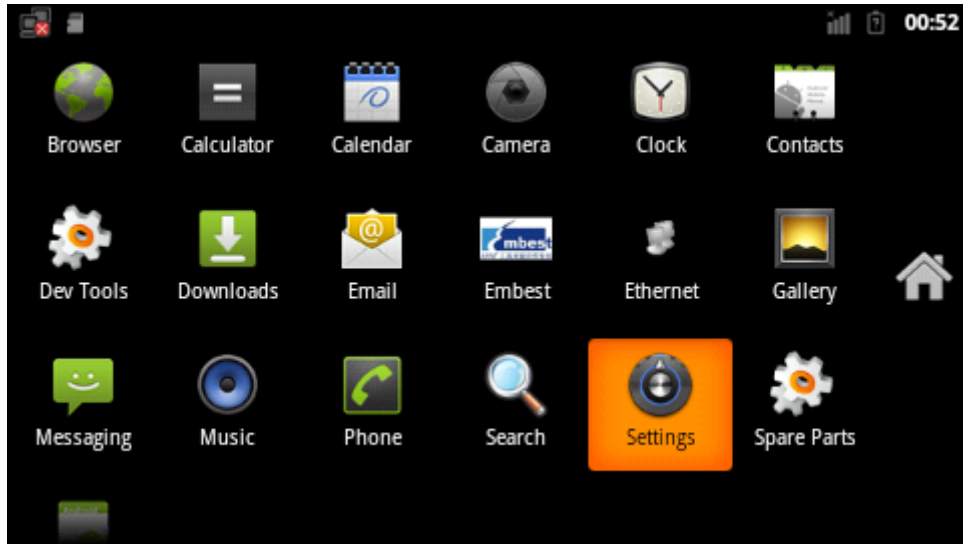 00:52
Browser Calculator Calendar Camera Clock Contacts
Dev Tools Downloads Email Embest Ethernet Gallery
Messaging Music Phone Search Settings Spare Parts